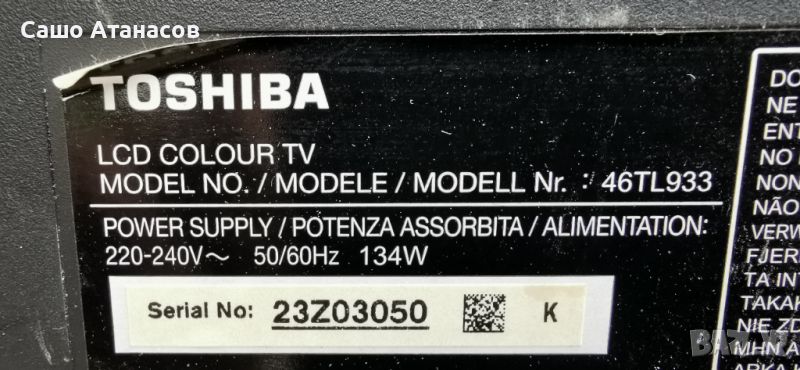 Сашо Атанасов
TOSHIBA
LCD COLOUR TV
MODEL NO. / MODELE / MODELL Nr. : 46TL933
POWER SUPPLY / POTENZA ASSORBITA / ALIMENTATION:
220-240V～ 50/60Hz 134W
Serial No: 23Z03050 K
DO
NE
ENT
NO
NON
NÃO
VERW
FJERI
TA IN
TAKAK
NIE ZD
MHN A